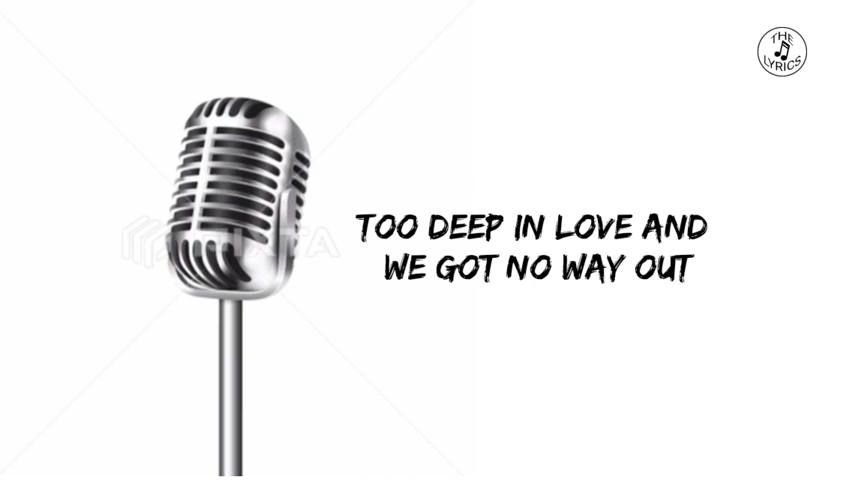 THE
LYRICS
TOO DEEP IN LOVE AND
WE GOT NO WAY OUT